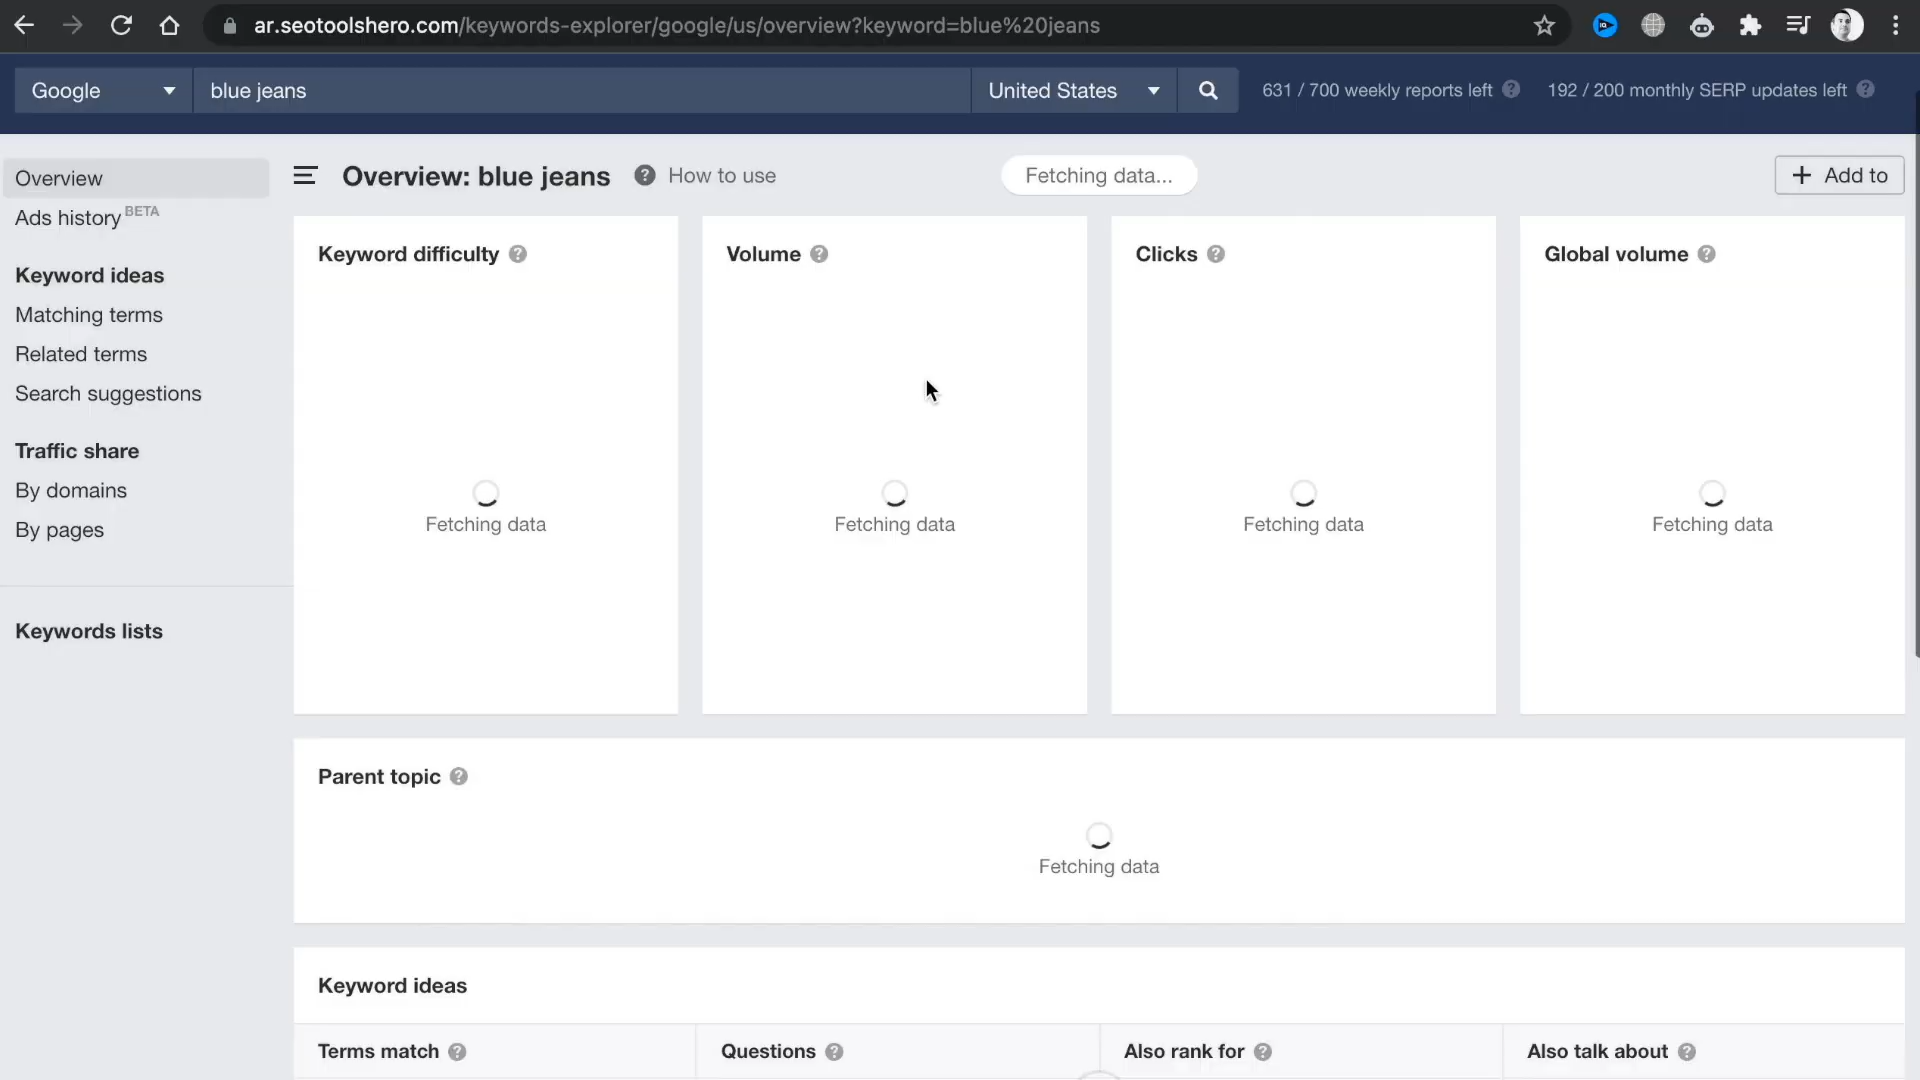 ar.seotoolshero.com/keywords-explorer/google/us/overview?keyword=blue%20jeans
Google blue jeans United States 631 / 700 weekly reports left ? 192 / 200 monthly SERP updates left ?
Overview
Ads history BETA
Keyword ideas
Matching terms
Related terms
Search suggestions
Traffic share
By domains
By pages
Keywords lists
Overview: blue jeans ? How to use Fetching data... + Add to
Keyword difficulty ? Volume ? Clicks ? Global volume ?
Fetching data Fetching data Fetching data Fetching data
Parent topic ?
Fetching data
Keyword ideas
Terms match ? Questions ? Also rank for ? Also talk about ?